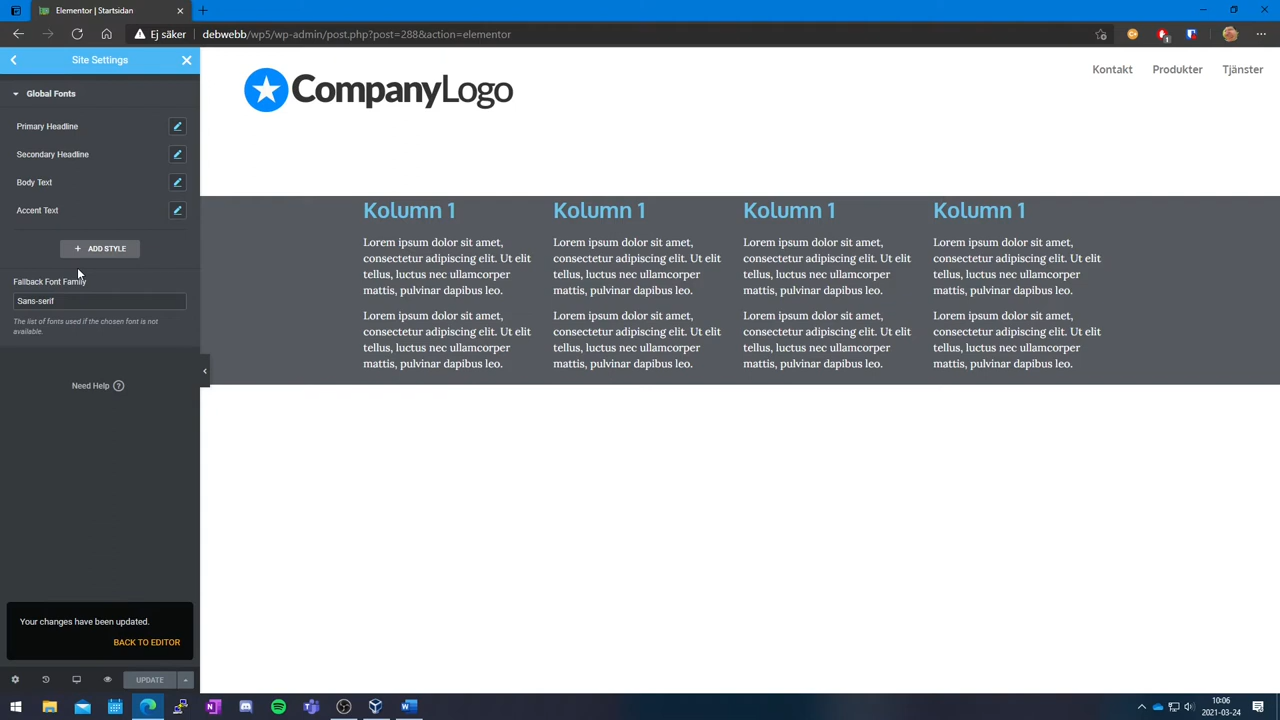 Elementor | Startsidan
Ej säker
debwebb/wp5/wp-admin/post.php?post=288&action=elementor
1
Site Settings
Global Fonts
Primary Headline
Secondary Headline
Body Text
Accent Text
+ ADD STYLE
Fallback Font Family
Sans-serif
The list of fonts used if the chosen font is not
available.
Need Help ?
Your changes have been updated.
BACK TO EDITOR
UPDATE
CompanyLogo
Kontakt Produkter Tjänster
Kolumn 1
Lorem ipsum dolor sit amet,
consectetur adipiscing elit. Ut elit
tellus, luctus nec ullamcorper
mattis, pulvinar dapibus leo.
Lorem ipsum dolor sit amet,
consectetur adipiscing elit. Ut elit
tellus, luctus nec ullamcorper
mattis, pulvinar dapibus leo.
Kolumn 1
Lorem ipsum dolor sit amet,
consectetur adipiscing elit. Ut elit
tellus, luctus nec ullamcorper
mattis, pulvinar dapibus leo.
Lorem ipsum dolor sit amet,
consectetur adipiscing elit. Ut elit
tellus, luctus nec ullamcorper
mattis, pulvinar dapibus leo.
Kolumn 1
Lorem ipsum dolor sit amet,
consectetur adipiscing elit. Ut elit
tellus, luctus nec ullamcorper
mattis, pulvinar dapibus leo.
Lorem ipsum dolor sit amet,
consectetur adipiscing elit. Ut elit
tellus, luctus nec ullamcorper
mattis, pulvinar dapibus leo.
Kolumn 1
Lorem ipsum dolor sit amet,
consectetur adipiscing elit. Ut elit
tellus, luctus nec ullamcorper
mattis, pulvinar dapibus leo.
Lorem ipsum dolor sit amet,
consectetur adipiscing elit. Ut elit
tellus, luctus nec ullamcorper
mattis, pulvinar dapibus leo.
10:06
2021-03-24